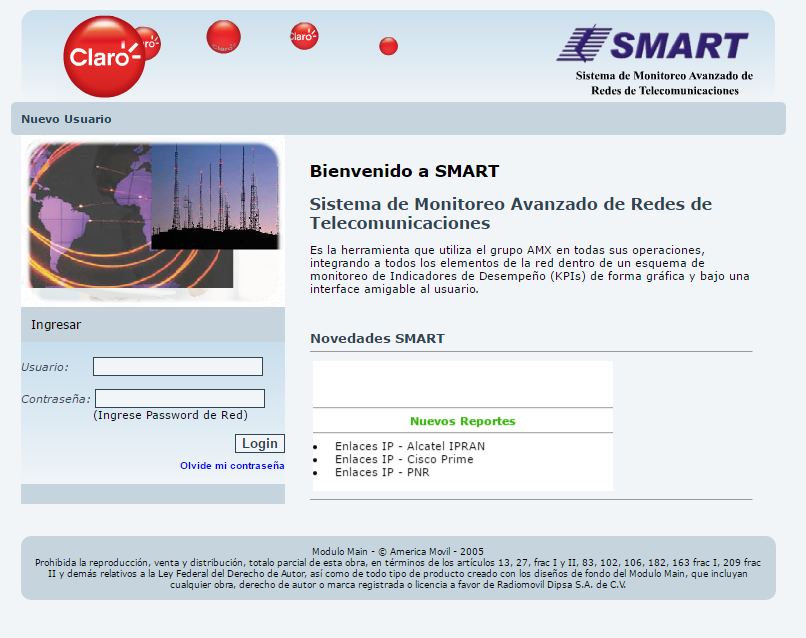 Claro
Claro
Claro
SMART
Sistema de Monitoreo Avanzado de
Redes de Telecomunicaciones
Nuevo Usuario
Bienvenido a SMART
Sistema de Monitoreo Avanzado de Redes de
Telecomunicaciones
Es la herramienta que utiliza el grupo AMX en todas sus operaciones,
integrando a todos los elementos de la red dentro de un esquema de
monitoreo de Indicadores de Desempeño (KPIs) de forma gráfica y bajo una
interface amigable al usuario.
Ingresar
Usuario:
Contraseña:
(Ingrese Password de Red)
Login
Olvide mi contraseña
Novedades SMART
Nuevos Reportes
Enlaces IP - Alcatel IPRAN
Enlaces IP - Cisco Prime
Enlaces IP - PNR
Modulo Main - © America Movil - 2005
Prohibida la reproducción, venta y distribución, totalo parcial de esta obra, en términos de los artículos 13, 27, frac I y II, 83, 102, 106, 182, 163 frac I, 209 frac
II y demás relativos a la Ley Federal del Derecho de Autor, así como de todo tipo de producto creado con los diseños de fondo del Modulo Main, que incluyan
cualquier obra, derecho de autor o marca registrada o licencia a favor de Radiomovil Dipsa S.A. de C.V.